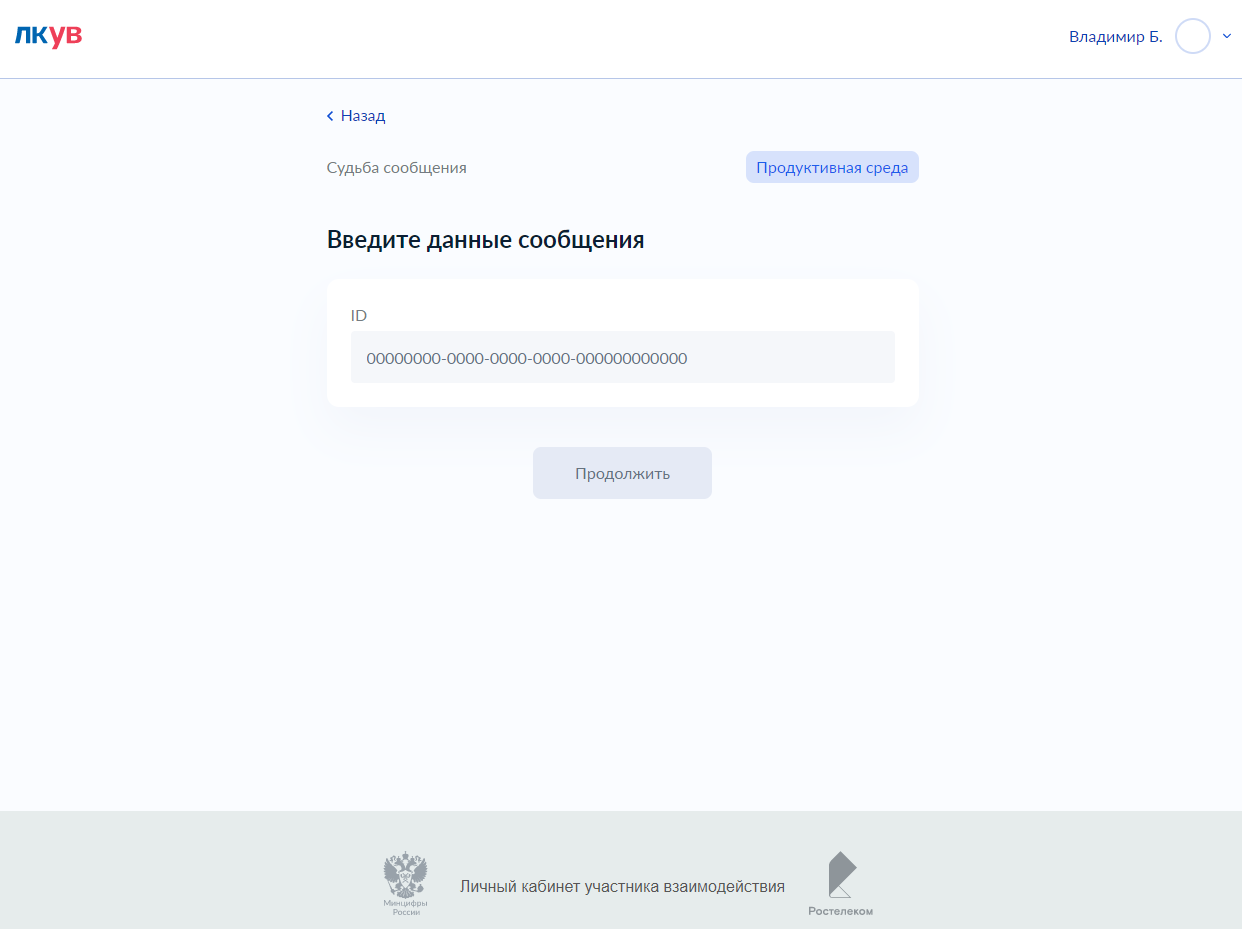 ЛКУВ
Владимир Б.
Назад
Судьба сообщения
Продуктивная среда
Введите данные сообщения
ID
00000000-0000-0000-0000-000000000000
Продолжить
Минцифры
России
Личный кабинет участника взаимодействия
Ростелеком